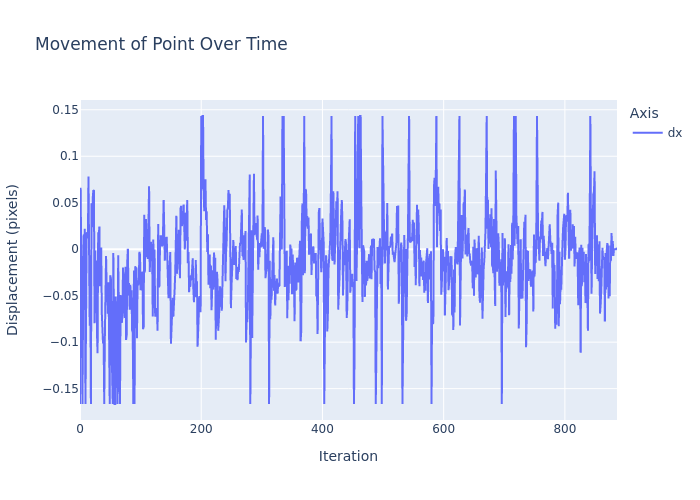 Movement of Point Over Time
Axis
dx
Displacement (pixels)
0.15
0.1
0.05
0
−0.05
−0.1
−0.15
0 200 400 600 800
Iteration